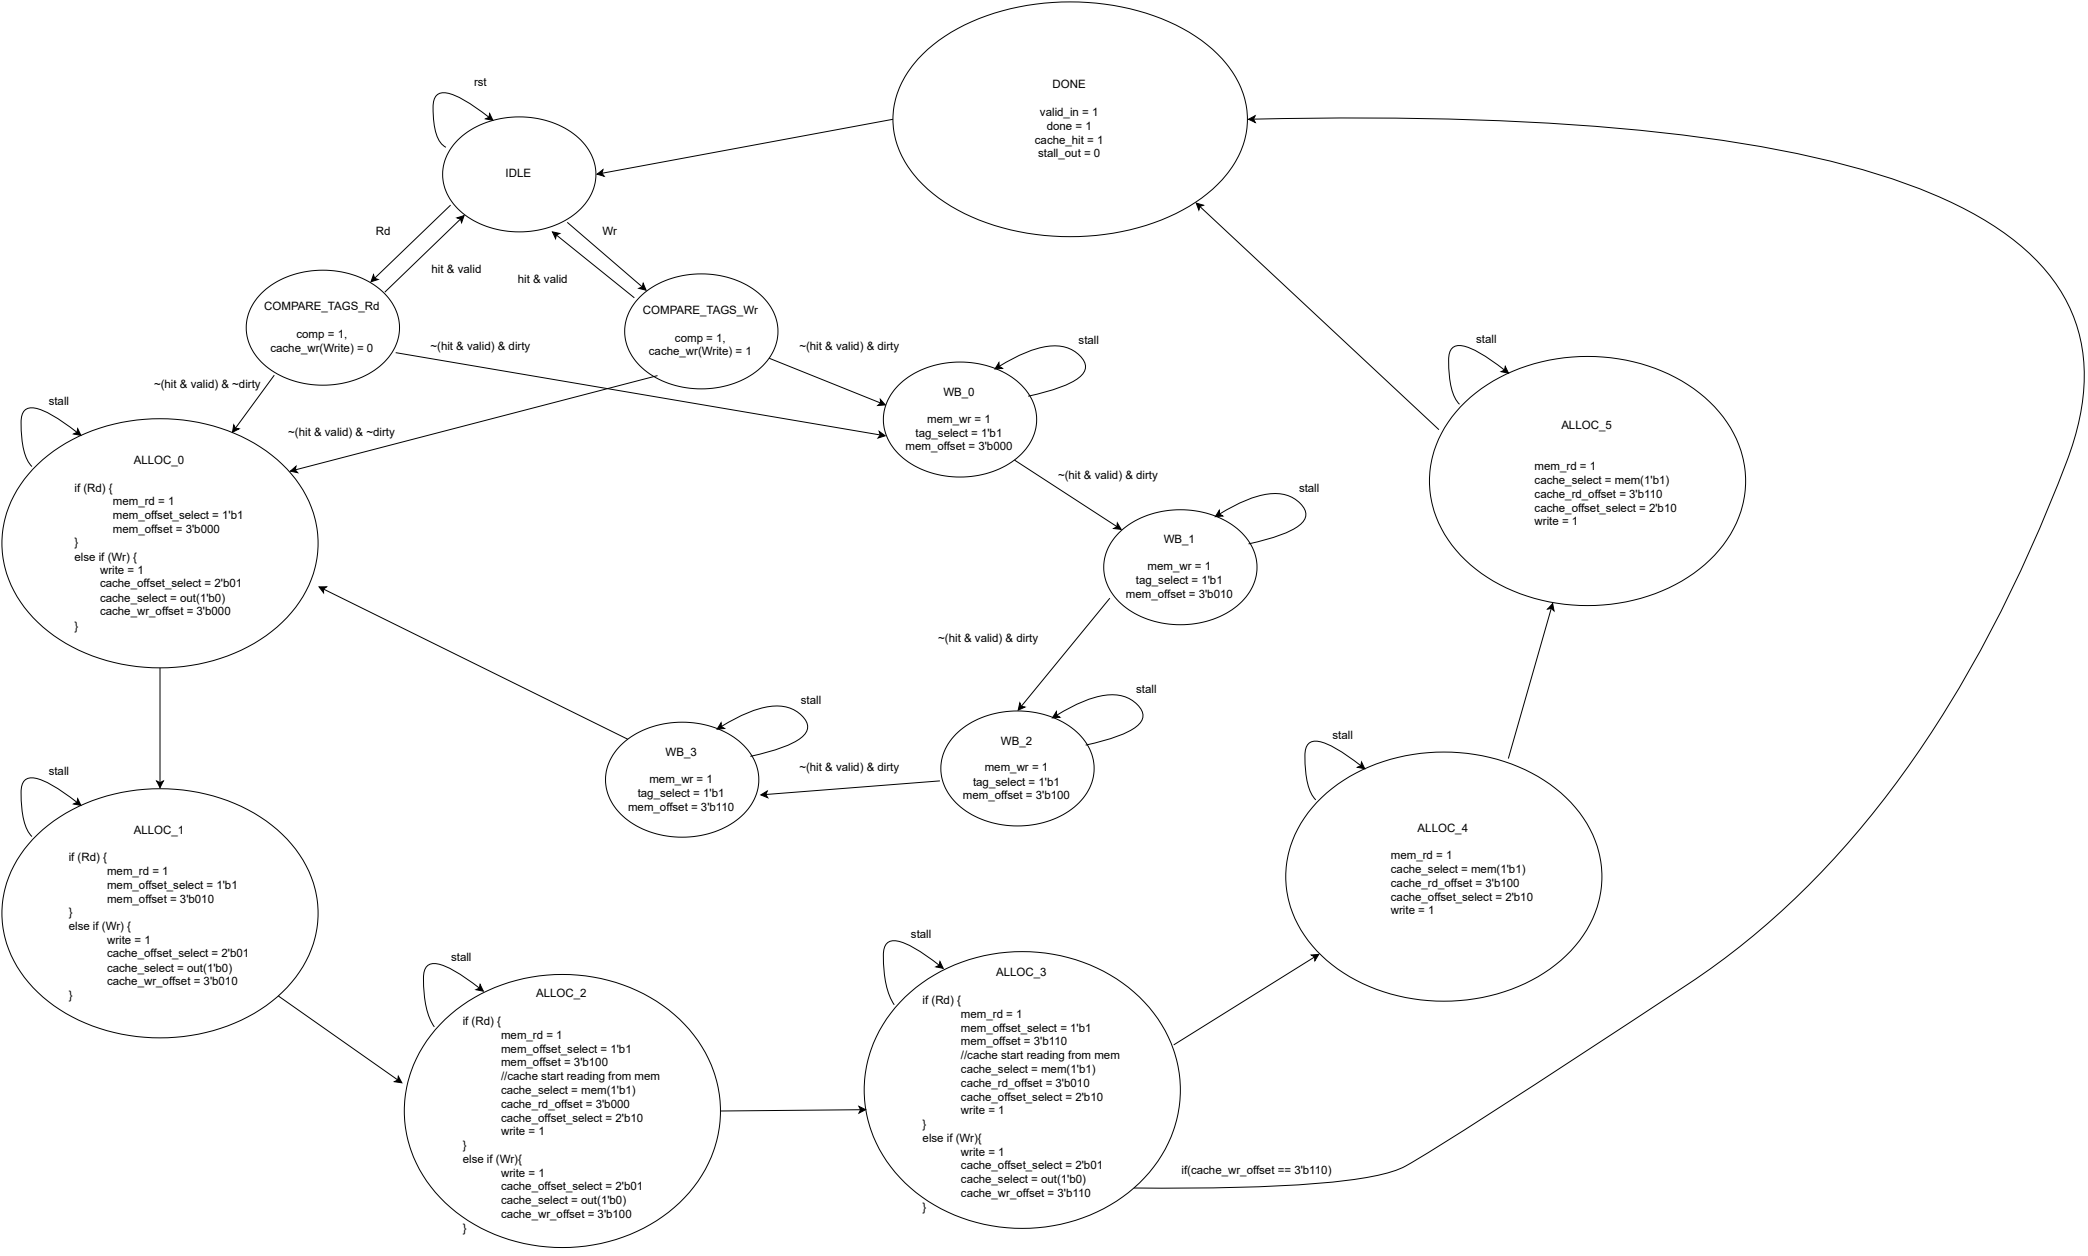 rst
IDLE
DONE
valid_in = 1
done = 1
cache_hit = 1
stall_out = 0
Rd
hit & valid
Wr
hit & valid
COMPARE_TAGS_Rd
comp = 1,
cache_wr(Write) = 0
COMPARE_TAGS_Wr
comp = 1,
cache_wr(Write) = 1
~(hit & valid) & dirty
~(hit & valid) & dirty
~(hit & valid) & ~dirty
~(hit & valid) & ~dirty
stall
WB_0
mem_wr = 1
tag_select = 1'b1
mem_offset = 3'b000
~(hit & valid) & dirty
stall
WB_1
mem_wr = 1
tag_select = 1'b1
mem_offset = 3'b010
~(hit & valid) & dirty
stall
WB_2
mem_wr = 1
tag_select = 1'b1
mem_offset = 3'b100
~(hit & valid) & dirty
stall
WB_3
mem_wr = 1
tag_select = 1'b1
mem_offset = 3'b110
stall
ALLOC_0
if (Rd) {
mem_rd = 1
mem_offset_select = 1'b1
mem_offset = 3'b000
}
else if (Wr) {
write = 1
cache_offset_select = 2'b01
cache_select = out(1'b0)
cache_wr_offset = 3'b000
}
stall
ALLOC_1
if (Rd) {
mem_rd = 1
mem_offset_select = 1'b1
mem_offset = 3'b010
}
else if (Wr) {
write = 1
cache_offset_select = 2'b01
cache_select = out(1'b0)
cache_wr_offset = 3'b010
}
stall
ALLOC_2
if (Rd) {
mem_rd = 1
mem_offset_select = 1'b1
mem_offset = 3'b100
//cache start reading from mem
cache_select = mem(1'b1)
cache_rd_offset = 3'b000
cache_offset_select = 2'b10
write = 1
}
else if (Wr){
write = 1
cache_offset_select = 2'b01
cache_select = out(1'b0)
cache_wr_offset = 3'b100
}
stall
ALLOC_3
if (Rd) {
mem_rd = 1
mem_offset_select = 1'b1
mem_offset = 3'b110
//cache start reading from mem
cache_select = mem(1'b1)
cache_rd_offset = 3'b010
cache_offset_select = 2'b10
write = 1
}
else if (Wr){
write = 1
cache_offset_select = 2'b01
cache_select = out(1'b0)
cache_wr_offset = 3'b110
}
if(cache_wr_offset == 3'b110)
stall
ALLOC_4
mem_rd = 1
cache_select = mem(1'b1)
cache_rd_offset = 3'b100
cache_offset_select = 2'b10
write = 1
stall
ALLOC_5
mem_rd = 1
cache_select = mem(1'b1)
cache_rd_offset = 3'b110
cache_offset_select = 2'b10
write = 1